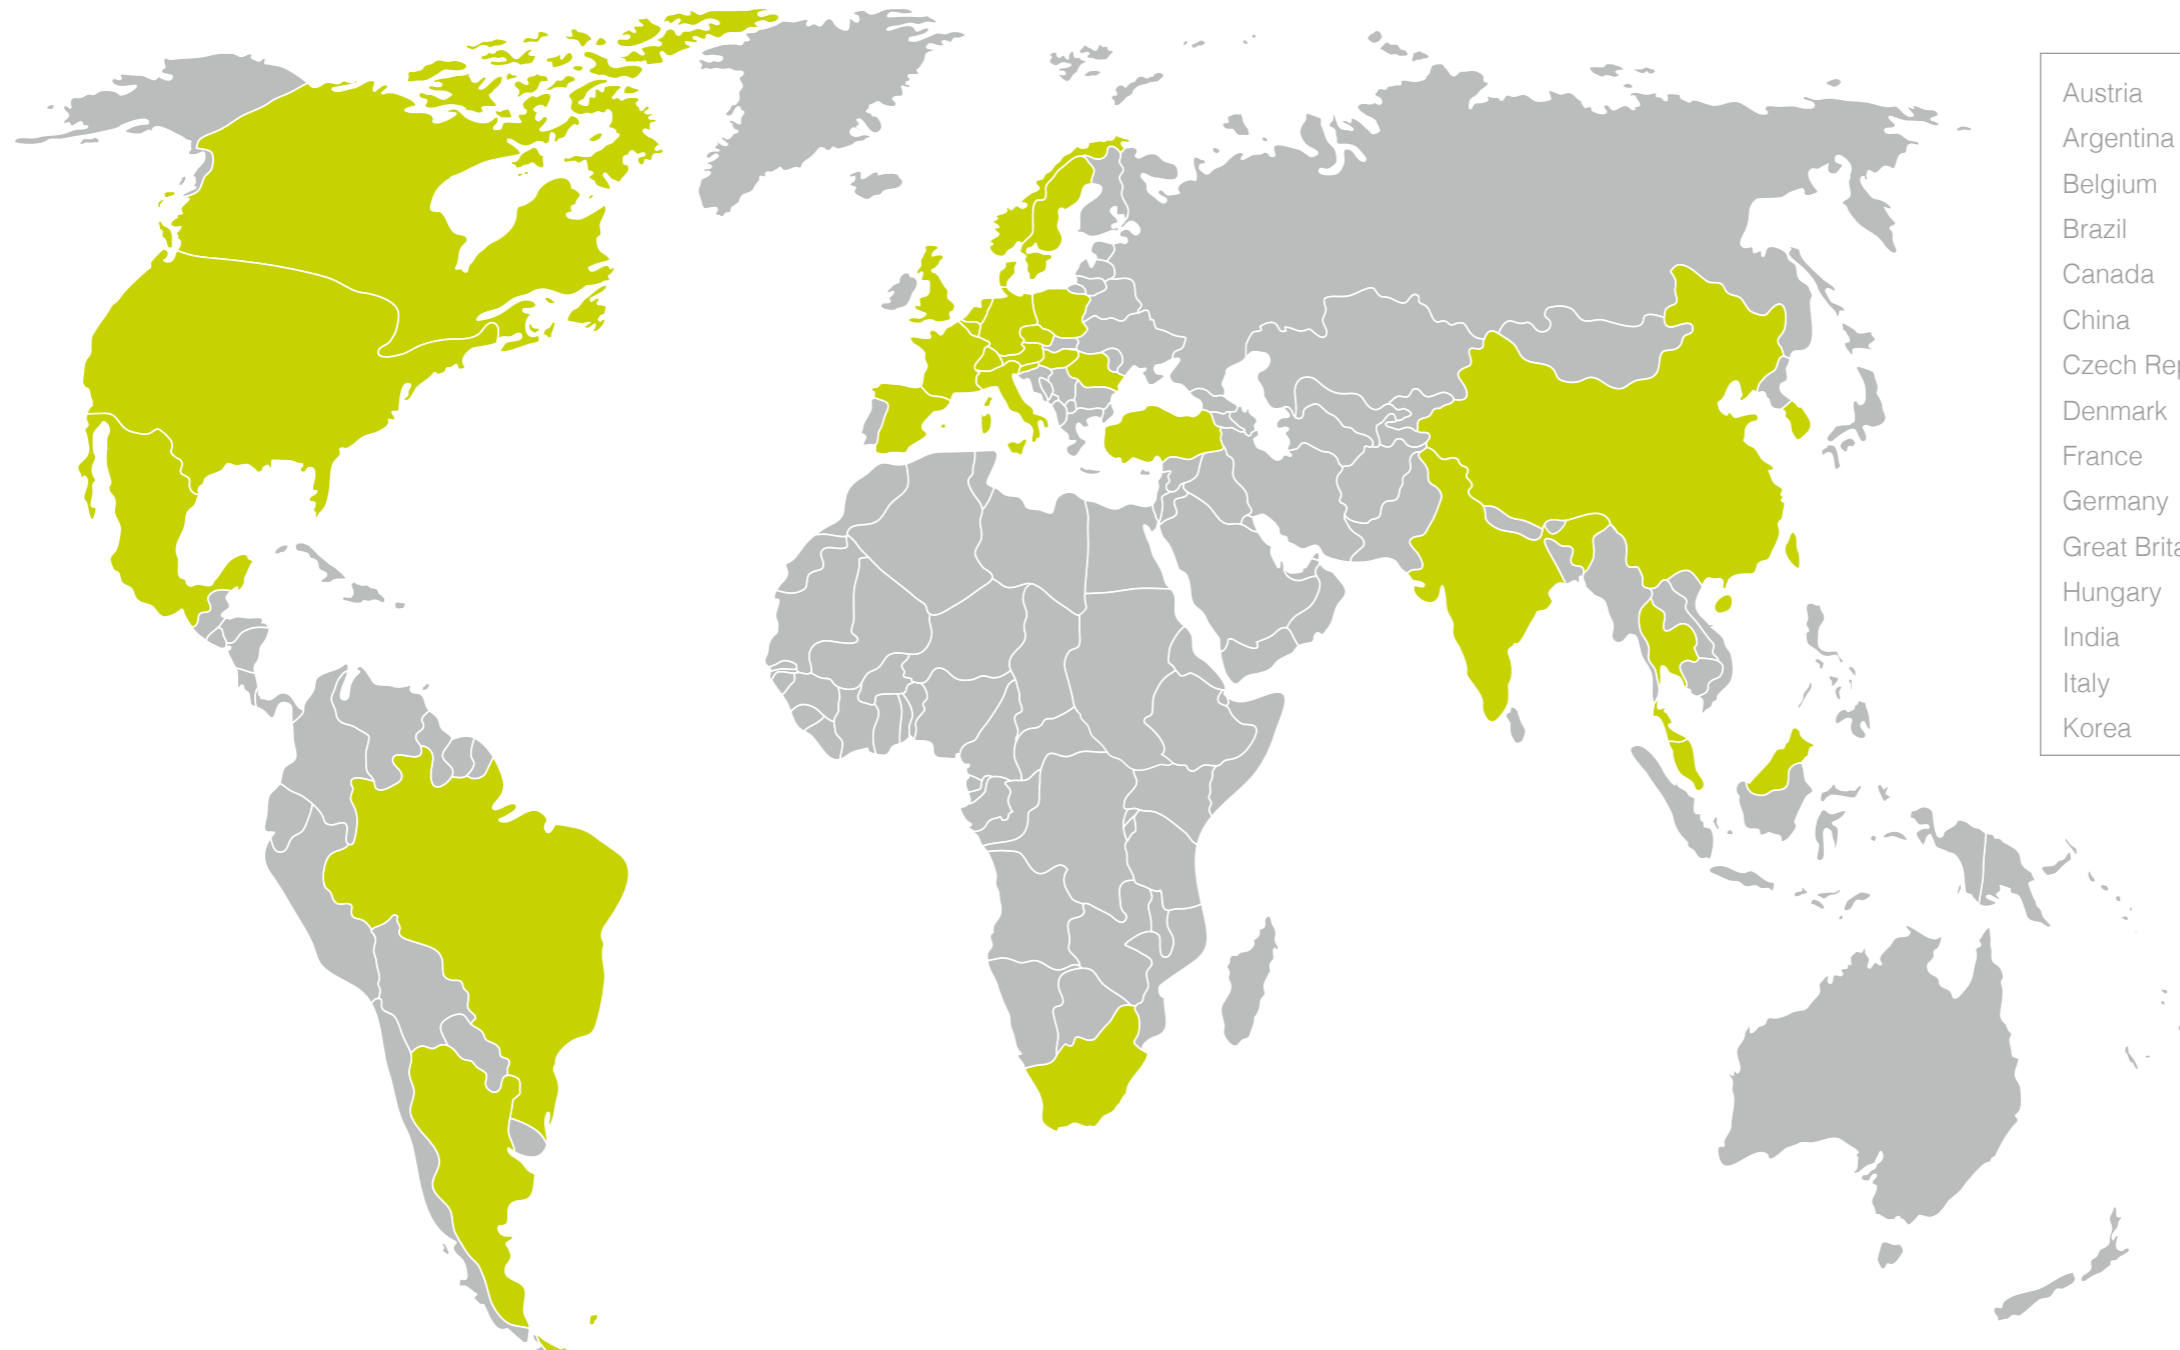 Austria
Argentina
Belgium
Brazil
Canada
China
Czech Rep
Denmark
France
Germany
Great Brita
Hungary
India
Italy
Korea